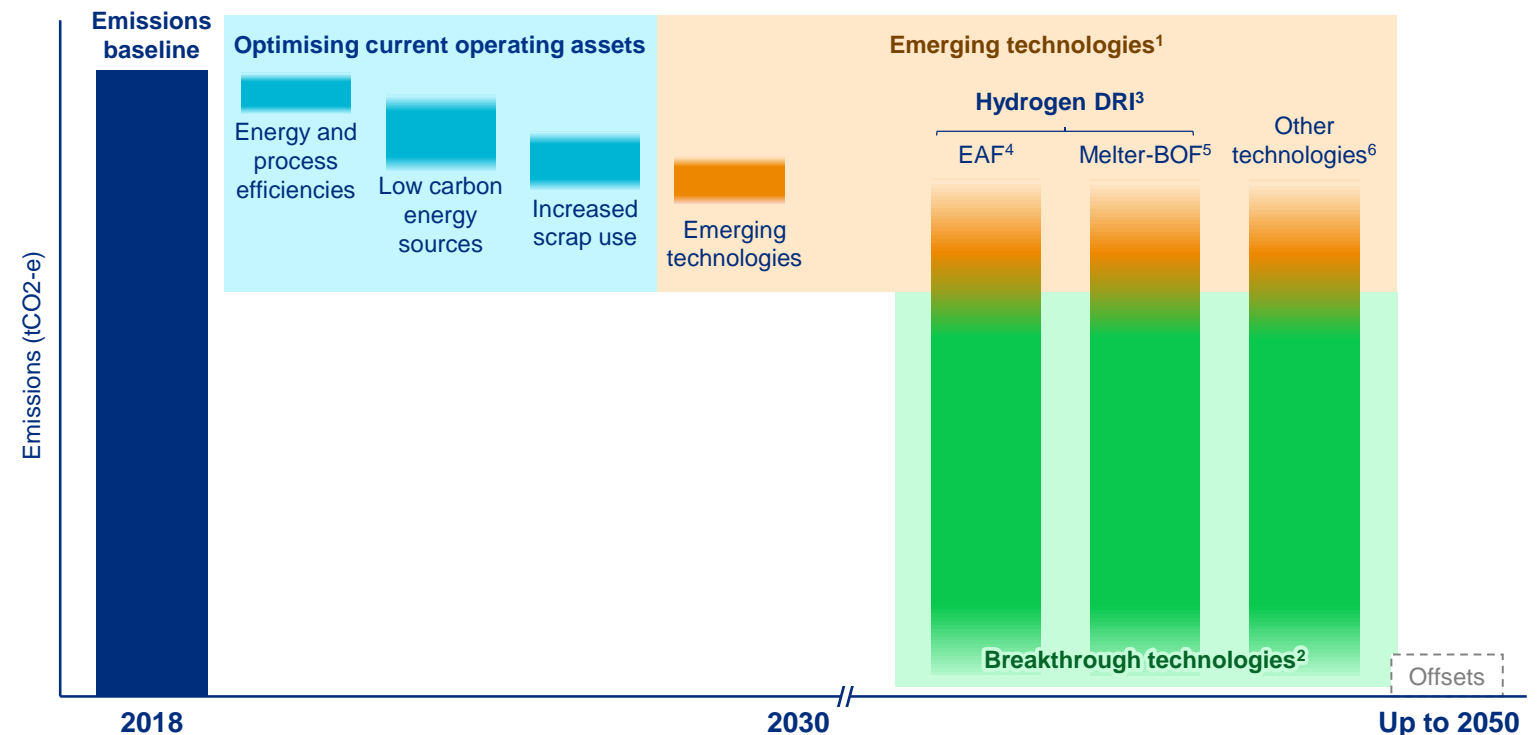 Emissions
baseline
Optimising current operating assets
Emerging technologies¹
Energy and
process
efficiencies
Low carbon
energy
sources
Increased
scrap use
Emerging
technologies
Hydrogen DRI³
EAF⁴
Melter-BOF⁵
Other
technologies⁶
Breakthrough technologies²
Offsets
Emissions (tCO2-e)
2018
2030
//
Up to 2050